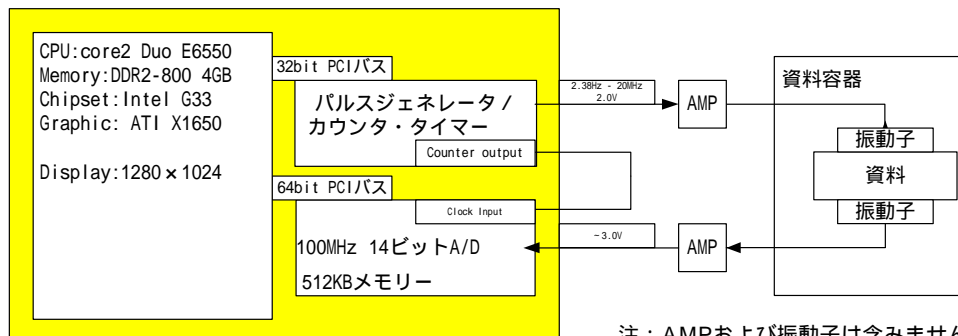 CPU:core2 Duo E6550
Memory:DDR2-800 4GB
Chipset:Intel G33
Graphic: ATI X1650
Display:1280×1024
32bit PCIバス
パルスジェネレータ/
カウンタ・タイマー
Counter output
64bit PCIバス
Clock Input
100MHz 14ビットA/D
512KBメモリー
2.38Hz - 20MHz
2.0V
AMP
~3.0V
AMP
資料容器
振動子
資料
振動子
注:AMPおよび振動子は含みません